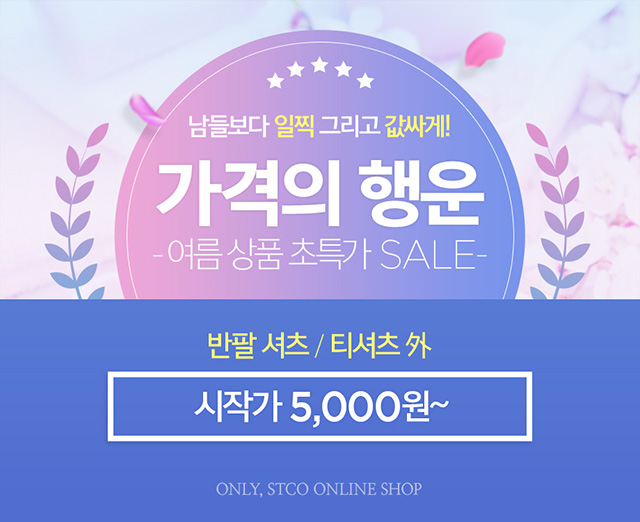 남들보다 일찍 그리고 값싸게!
가격의 행운
-여름 상품 초특가 SALE-
반팔 셔츠 / 티셔츠 外
시작가 5,000원~
ONLY, STCO ONLINE SHOP